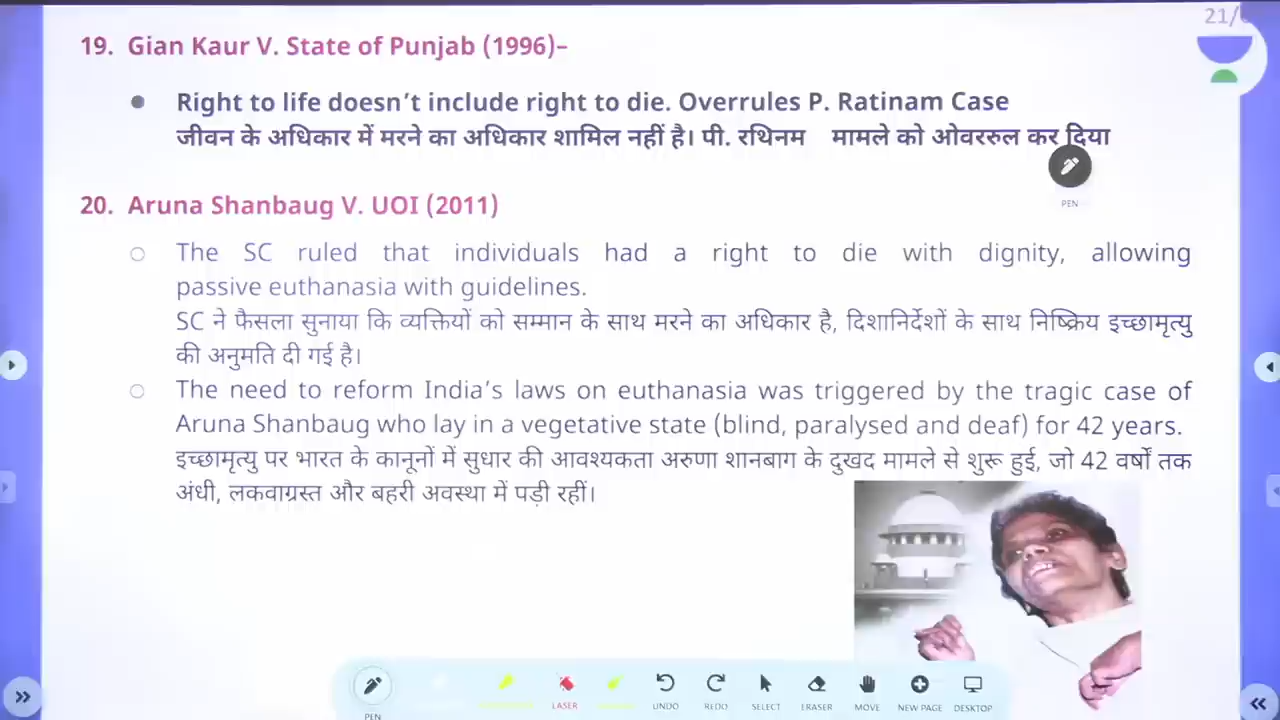 21/
19. Gian Kaur V. State of Punjab (1996)–
● Right to life doesn't include right to die. Overrules P. Ratinam Case
जीवन के अधिकार में मरने का अधिकार शामिल नहीं है। पी. रथिनम मामले को ओवररुल कर दिया
PEN
20. Aruna Shanbaug V. UOI (2011)
○ The SC ruled that individuals had a right to die with dignity, allowing
passive euthanasia with guidelines.
SC ने फैसला सुनाया कि व्यक्तियों को सम्मान के साथ मरने का अधिकार है, दिशानिर्देशों के साथ निष्क्रिय इच्छामृत्यु
की अनुमति दी गई है।
○ The need to reform India's laws on euthanasia was triggered by the tragic case of
Aruna Shanbaug who lay in a vegetative state (blind, paralysed and deaf) for 42 years.
इच्छामृत्यु पर भारत के कानूनों में सुधार की आवश्यकता अरुणा शानबाग के दुखद मामले से शुरू हुई, जो 42 वर्षों तक
अंधी, लकवाग्रस्त और बहरी अवस्था में पड़ी रहीं।
PEN LASER UNDO REDO SELECT ERASER MOVE NEW PAGE DESKTOP